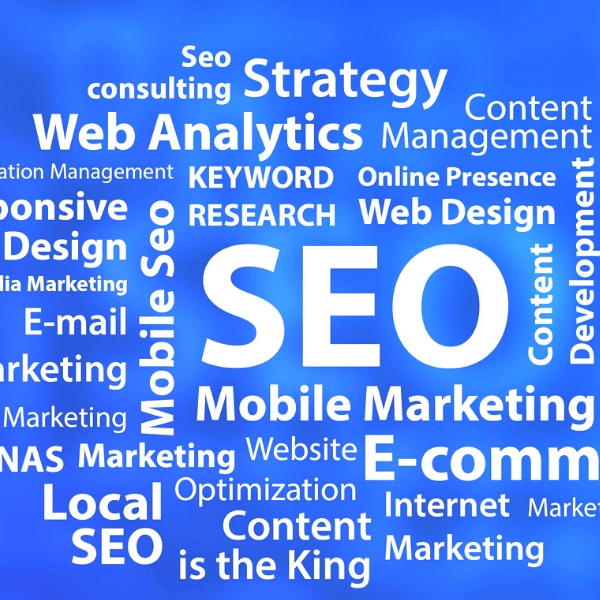 Seo
consulting
Strategy
Content
Management
Web Analytics
ation Management
KEYWORD
RESEARCH
Online Presence
Web Design
ponsive
Design
dia Marketing
E-mail
arketing
Marketing
Mobile Seo
SEO
Content
Development
Mobile Marketing
NAS Marketing
Website
Optimization
E-comm
Local
SEO
Content
is the King
Internet
Marketing
Market